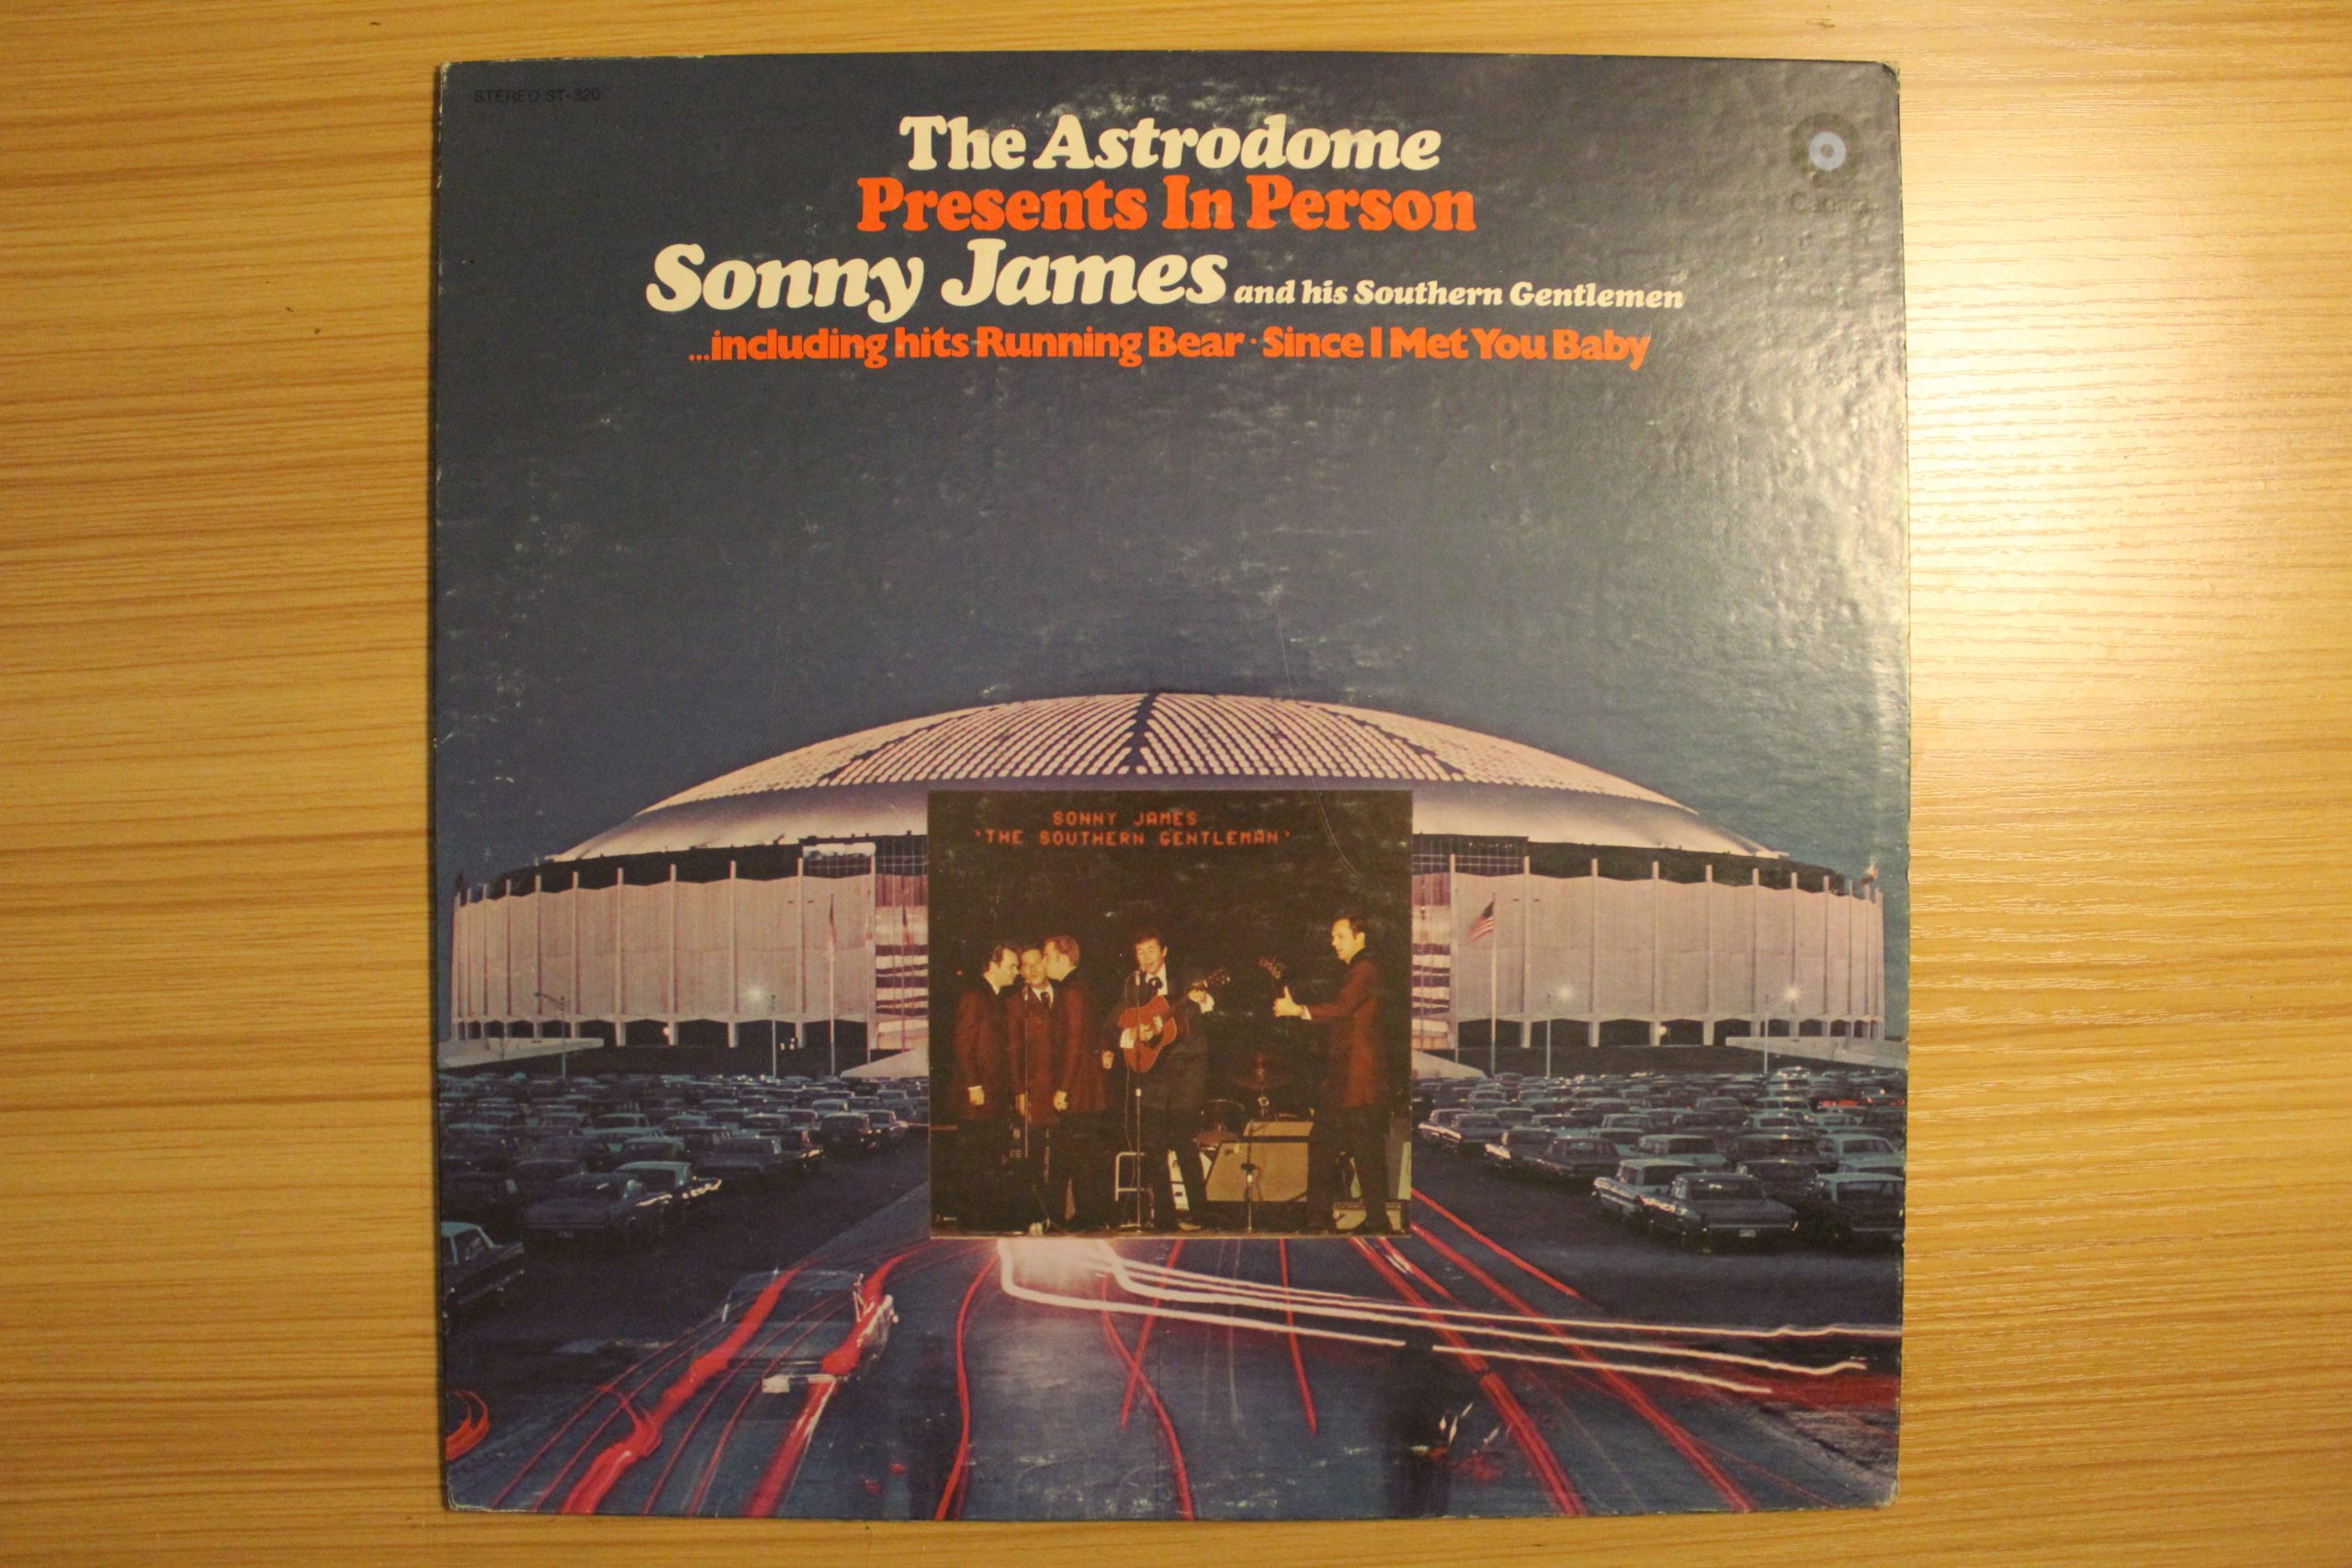 STEREO ST-320
The Astrodome
Presents In Person
Sonny James and his Southern Gentlemen
...including hits Running Bear · Since I Met You Baby
Capitol
SONNY JAMES
'THE SOUTHERN GENTLEMAN'